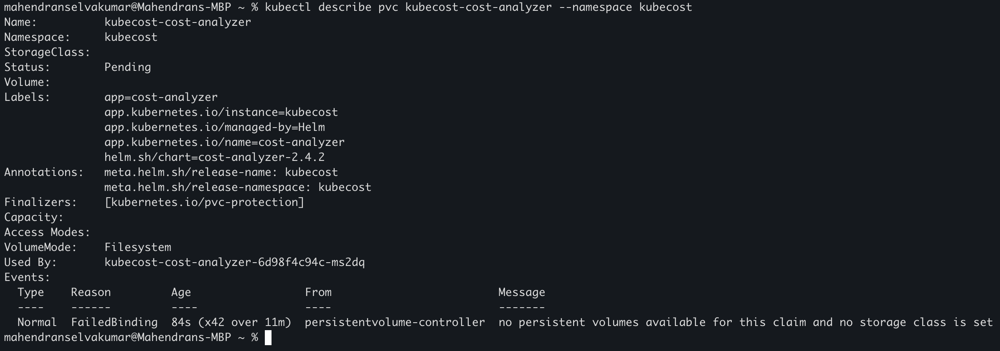 mahendranselvakumar@Mahendrans-MBP ~ % kubectl describe pvc kubecost-cost-analyzer --namespace kubecost
Name:          kubecost-cost-analyzer
Namespace:     kubecost
StorageClass:
Status:        Pending
Volume:
Labels:        app=cost-analyzer
               app.kubernetes.io/instance=kubecost
               app.kubernetes.io/managed-by=Helm
               app.kubernetes.io/name=cost-analyzer
               helm.sh/chart=cost-analyzer-2.4.2
Annotations:   meta.helm.sh/release-name: kubecost
               meta.helm.sh/release-namespace: kubecost
Finalizers:    [kubernetes.io/pvc-protection]
Capacity:
Access Modes:
VolumeMode:    Filesystem
Used By:       kubecost-cost-analyzer-6d98f4c94c-ms2dq
Events:
  Type    Reason         Age                 From                         Message
  ----    ------         ----                ----                         -------
  Normal  FailedBinding  84s (x42 over 11m)  persistentvolume-controller  no persistent volumes available for this claim and no storage class is set
mahendranselvakumar@Mahendrans-MBP ~ %